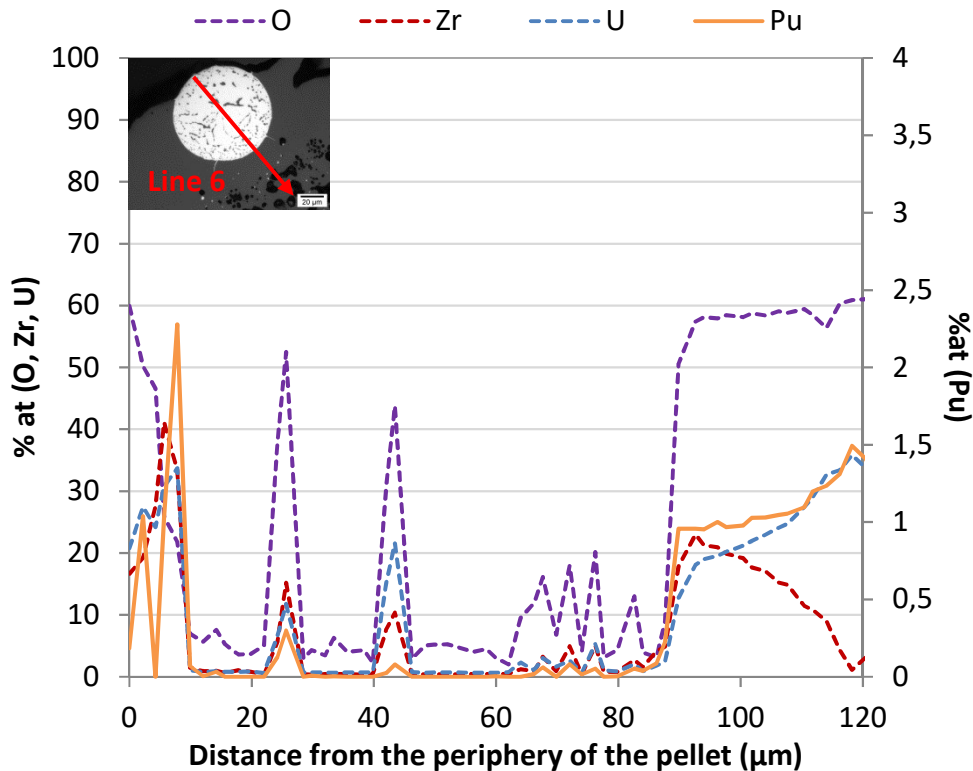 O Zr U Pu
100
90
80
70
60
50
40
30
20
10
0
% at (O, Zr, U)
4
3,5
3
2,5
2
1,5
1
0,5
0
%at (Pu)
Line 6
20 µm
0 20 40 60 80 100 120
Distance from the periphery of the pellet (µm)